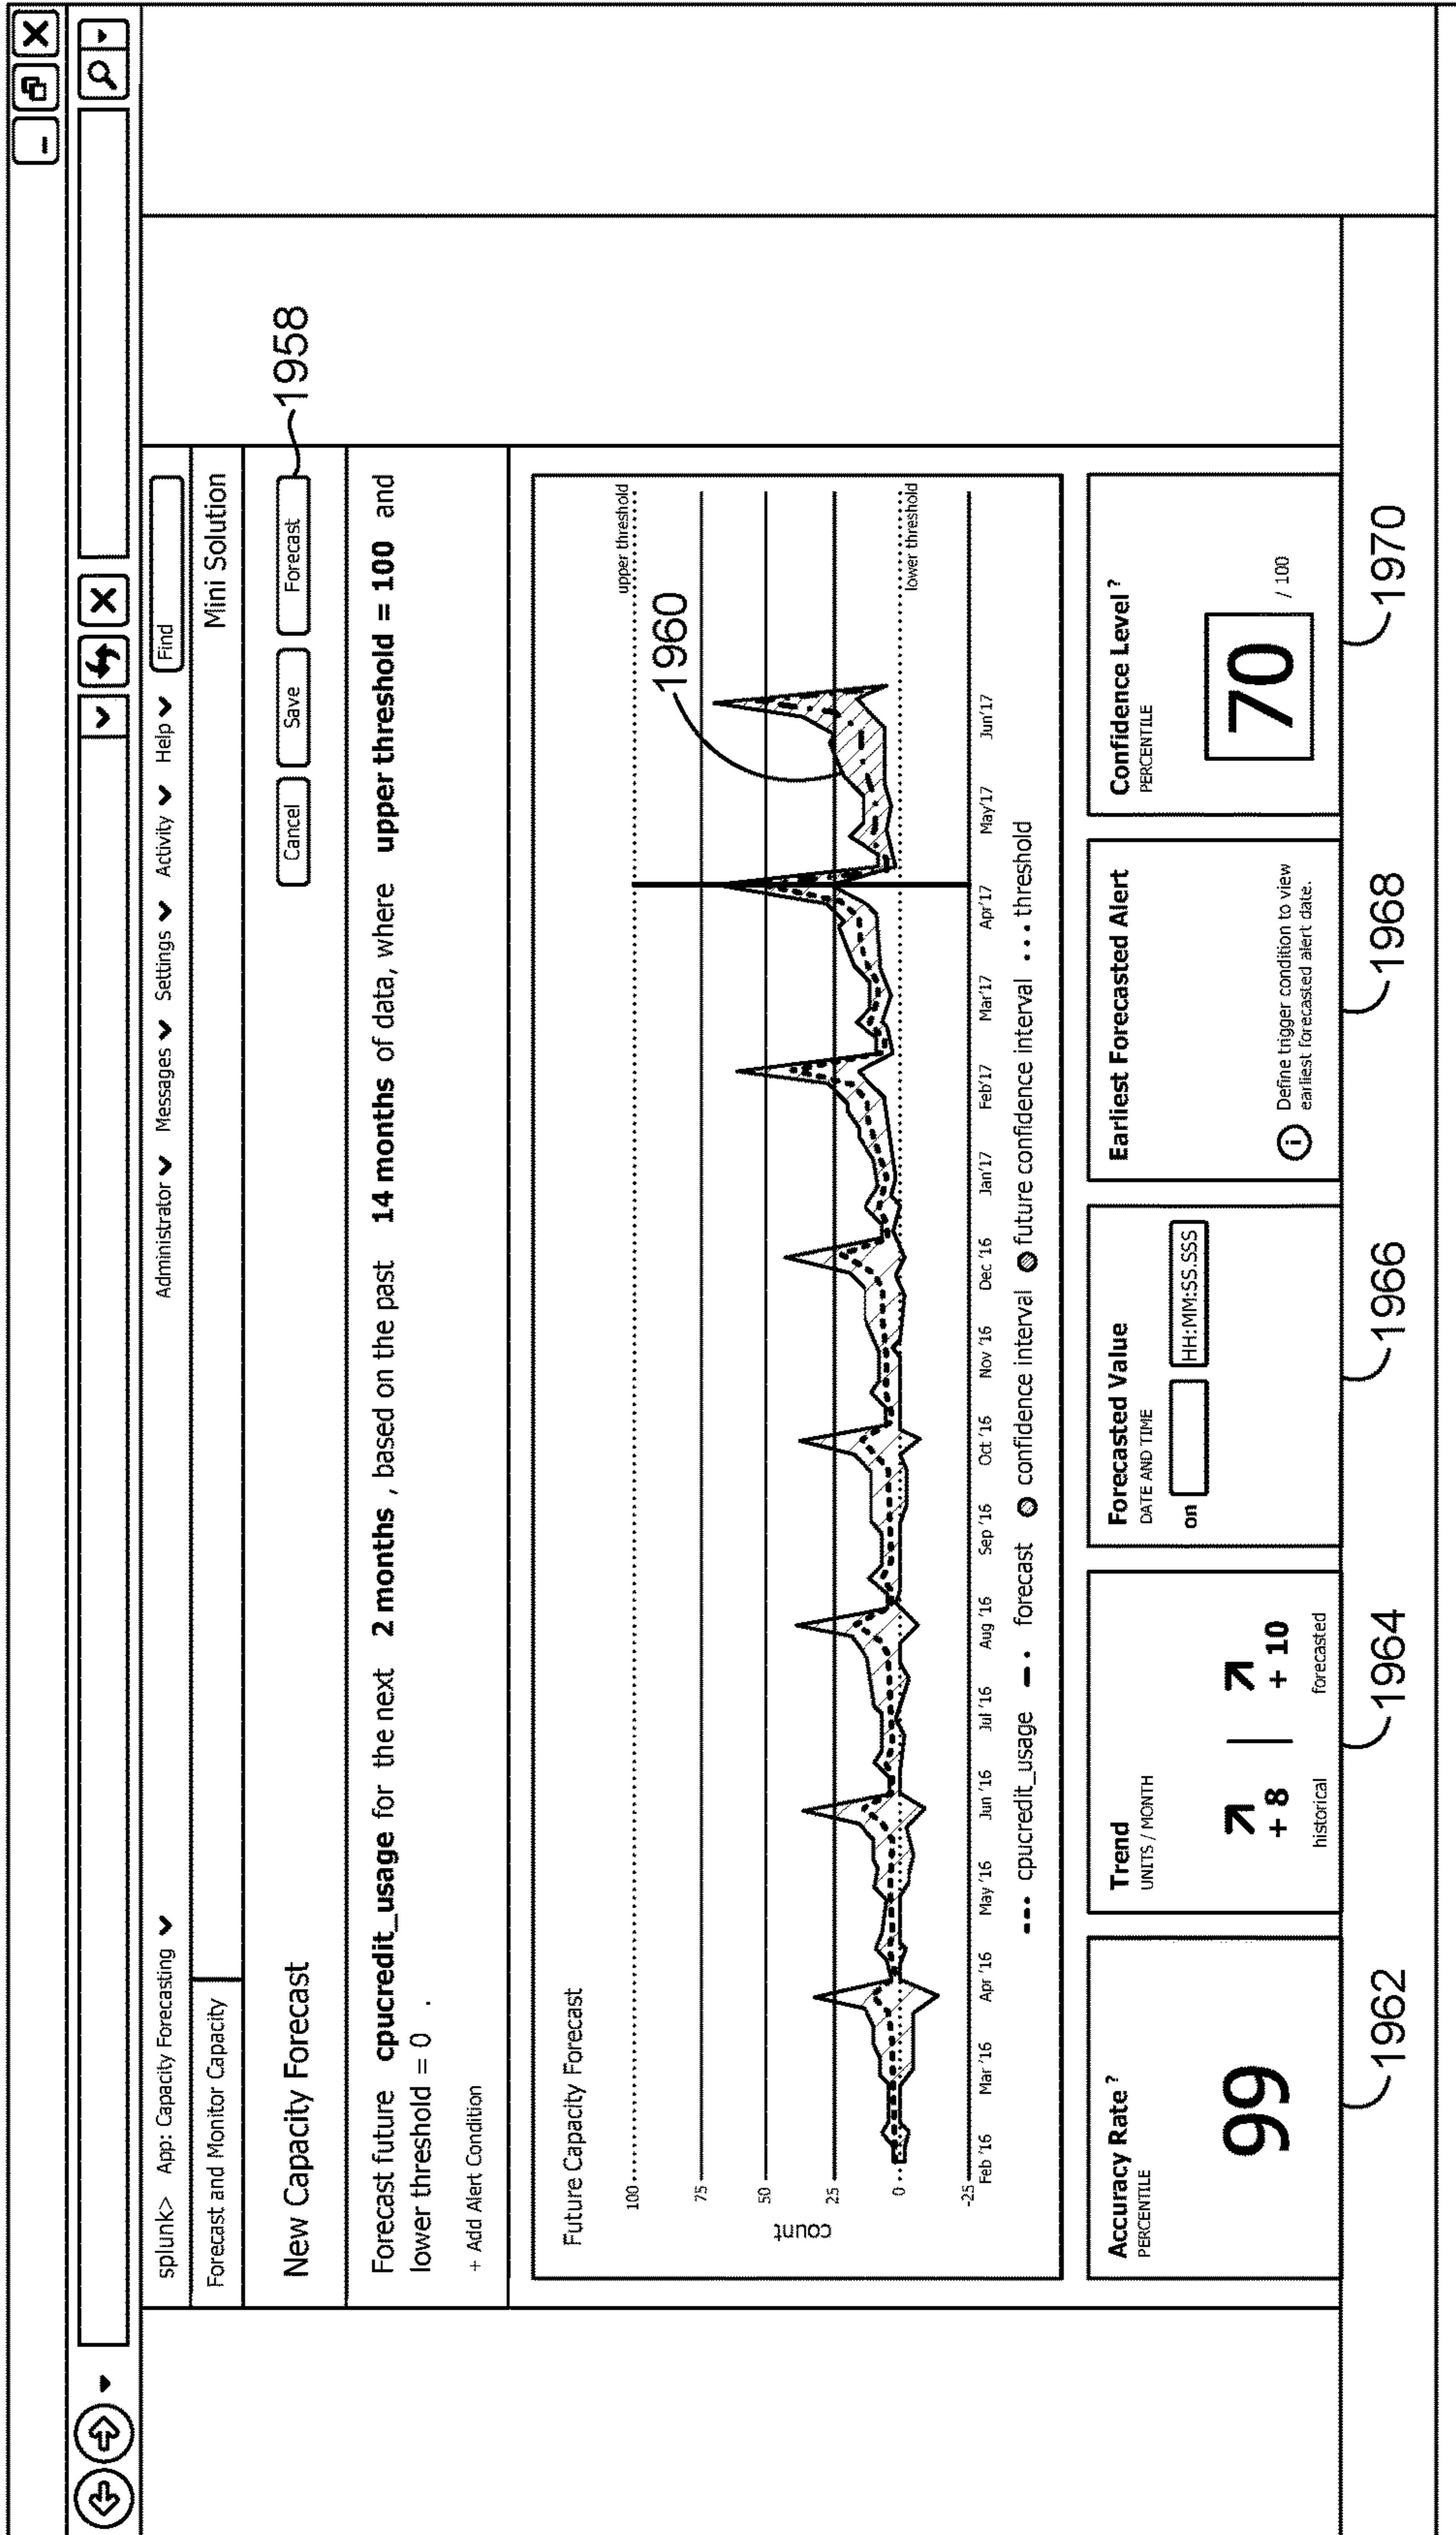 splunk> App: Capacity Forecasting Administrator Messages Settings Activity Help Find
Forecast and Monitor Capacity Mini Solution
New Capacity Forecast Cancel Save Forecast
1958
Forecast future cpucredit_usage for the next 2 months , based on the past 14 months of data, where upper threshold = 100 and
lower threshold = 0 .
+ Add Alert Condition
Future Capacity Forecast
1960
upper threshold
100
75
50
25
0
-25
count
lower threshold
Feb '16 Mar '16 Apr '16 May '16 Jun '16 Jul '16 Aug '16 Sep '16 Oct '16 Nov '16 Dec '16 Jan'17 Feb'17 Mar'17 Apr'17 May'17 Jun'17
cpucredit_usage forecast confidence interval future confidence interval threshold
Accuracy Rate ?
PERCENTILE
99
1962
Trend
UNITS / MONTH
+ 8 | + 10
historical forecasted
1964
Forecasted Value
DATE AND TIME
on HH:MM:SS.SSS
1966
Earliest Forecasted Alert
i Define trigger condition to view
earliest forecasted alert date.
1968
Confidence Level ?
PERCENTILE
70 / 100
1970